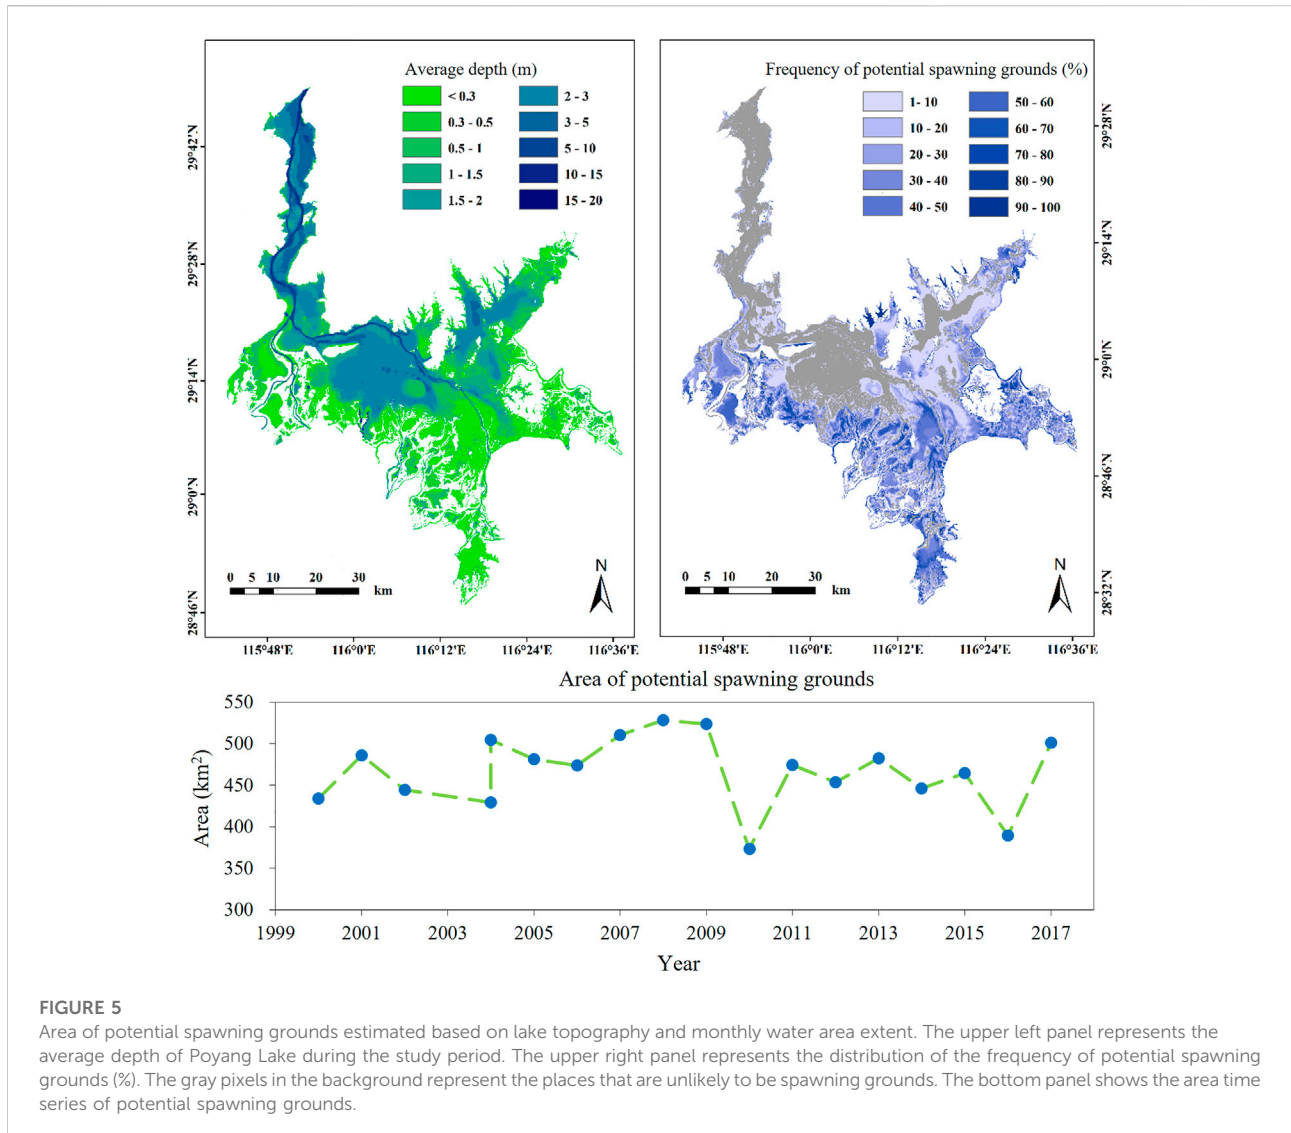 Average depth (m)
< 0.3
0.3 - 0.5
0.5 - 1
1 - 1.5
1.5 - 2
2 - 3
3 - 5
5 - 10
10 - 15
15 - 20
29°42'N
29°28'N
29°14'N
29°0'N
28°46'N
0 5 10 20 30
km
N
115°48'E 116°0'E 116°12'E 116°24'E 116°36'E
Frequency of potential spawning grounds (%)
1- 10
10 - 20
20 - 30
30 - 40
40 - 50
50 - 60
60 - 70
70 - 80
80 - 90
90 - 100
29°28'N
29°14'N
29°0'N
28°46'N
28°32'N
0 5 10 20 30
km
N
115°48'E 116°0'E 116°12'E 116°24'E 116°36'E
Area of potential spawning grounds
Area (km²)
550
500
450
400
350
300
1999 2001 2003 2005 2007 2009 2011 2013 2015 2017
Year
FIGURE 5
Area of potential spawning grounds estimated based on lake topography and monthly water area extent. The upper left panel represents the
average depth of Poyang Lake during the study period. The upper right panel represents the distribution of the frequency of potential spawning
grounds (%). The gray pixels in the background represent the places that are unlikely to be spawning grounds. The bottom panel shows the area time
series of potential spawning grounds.